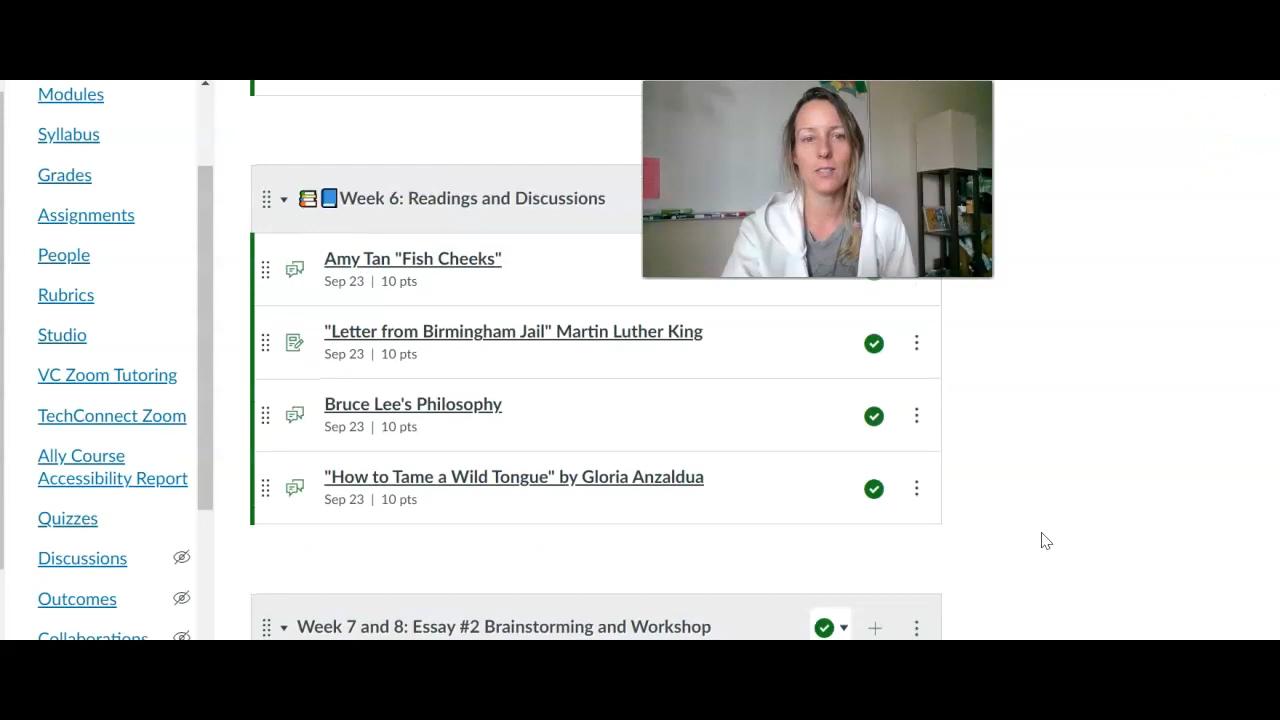 Modules
Syllabus
Grades
Assignments
People
Rubrics
Studio
VC Zoom Tutoring
TechConnect Zoom
Ally Course
Accessibility Report
Quizzes
Discussions
Outcomes
Collaborations
Week 6: Readings and Discussions
Amy Tan "Fish Cheeks"
Sep 23 | 10 pts
"Letter from Birmingham Jail" Martin Luther King
Sep 23 | 10 pts
Bruce Lee's Philosophy
Sep 23 | 10 pts
"How to Tame a Wild Tongue" by Gloria Anzaldua
Sep 23 | 10 pts
Week 7 and 8: Essay #2 Brainstorming and Workshop